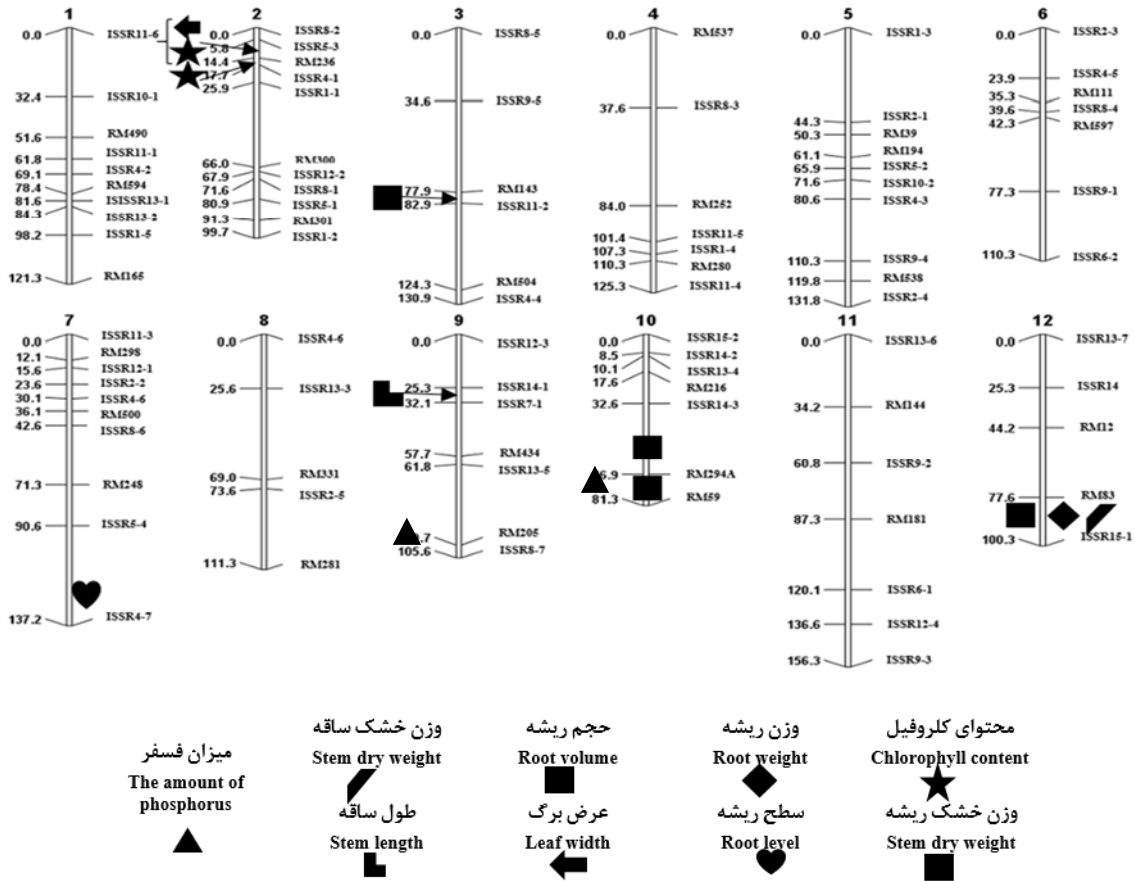 1
0.0 ISSR11-6
32.4 ISSR10-1
51.6 RM490
61.8 ISSR11-1
69.1 ISSR4-2
78.4 RM594
81.6 ISISSR13-1
84.3 ISSR13-2
98.2 ISSR1-5
121.3 RM165
2
0.0 ISSR8-2
5.8 ISSR5-3
14.4 RM236
17.7 ISSR4-1
25.9 ISSR1-1
66.0 RM300
67.9 ISSR12-2
71.6 ISSR8-1
80.9 ISSR5-1
91.3 RM301
99.7 ISSR1-2
3
0.0 ISSR8-5
34.6 ISSR9-5
77.9 RM143
82.9 ISSR11-2
124.3 RM504
130.9 ISSR4-4
4
0.0 RM537
37.6 ISSR8-3
84.0 RM252
101.4 ISSR11-5
107.3 ISSR1-4
110.3 RM280
125.3 ISSR11-4
5
0.0 ISSR1-3
44.3 ISSR2-1
50.3 RM39
61.1 RM194
65.9 ISSR5-2
71.6 ISSR10-2
80.6 ISSR4-3
110.3 ISSR9-4
119.8 RM538
131.8 ISSR2-4
6
0.0 ISSR2-3
23.9 ISSR4-5
35.3 RM111
39.6 ISSR8-4
42.3 RM597
77.3 ISSR9-1
110.3 ISSR6-2
7
0.0 ISSR11-3
12.1 RM298
15.6 ISSR12-1
23.6 ISSR2-2
30.1 ISSR4-6
36.1 RM500
42.6 ISSR8-6
71.3 RM248
90.6 ISSR5-4
137.2 ISSR4-7
8
0.0 ISSR4-6
25.6 ISSR13-3
69.0 RM331
73.6 ISSR2-5
111.3 RM281
9
0.0 ISSR12-3
25.3 ISSR14-1
32.1 ISSR7-1
57.7 RM434
61.8 ISSR13-5
RM205
105.6 ISSR8-7
10
0.0 ISSR15-2
8.5 ISSR14-2
10.1 ISSR13-4
17.6 RM216
32.6 ISSR14-3
RM294A
81.3 RM59
11
0.0 ISSR13-6
34.2 RM144
60.8 ISSR9-2
87.3 RM181
120.1 ISSR6-1
136.6 ISSR12-4
156.3 ISSR9-3
12
0.0 ISSR13-7
25.3 ISSR14
44.2 RM12
77.6 RM83
100.3 ISSR15-1
میزان فسفر
The amount of
phosphorus
وزن خشک ساقه
Stem dry weight
حجم ریشه
Root volume
وزن ریشه
Root weight
محتوای کلروفیل
Chlorophyll content
طول ساقه
Stem length
عرض برگ
Leaf width
سطح ریشه
Root level
وزن خشک ریشه
Stem dry weight